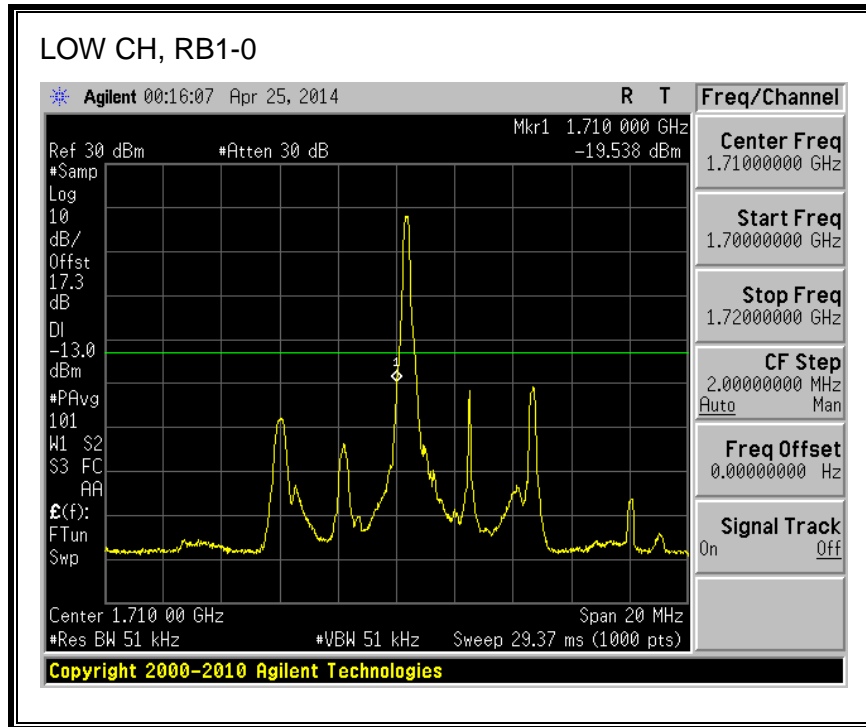 LOW CH, RB1-0
Agilent 00:16:07 Apr 25, 2014 R T
Freq/Channel
Mkr1 1.710 000 GHz
Ref 30 dBm #Atten 30 dB -19.538 dBm
#Samp
Log
10
dB/
Offst
17.3
dB
DI
-13.0
dBm
#PAvg
101
W1 S2
S3 FC
AA
£(f):
FTun
Swp
1
Center 1.710 00 GHz Span 20 MHz
#Res BW 51 kHz #VBW 51 kHz Sweep 29.37 ms (1000 pts)
Center Freq
1.71000000 GHz
Start Freq
1.70000000 GHz
Stop Freq
1.72000000 GHz
CF Step
2.00000000 MHz
Auto Man
Freq Offset
0.00000000 Hz
Signal Track
On Off
Copyright 2000-2010 Agilent Technologies